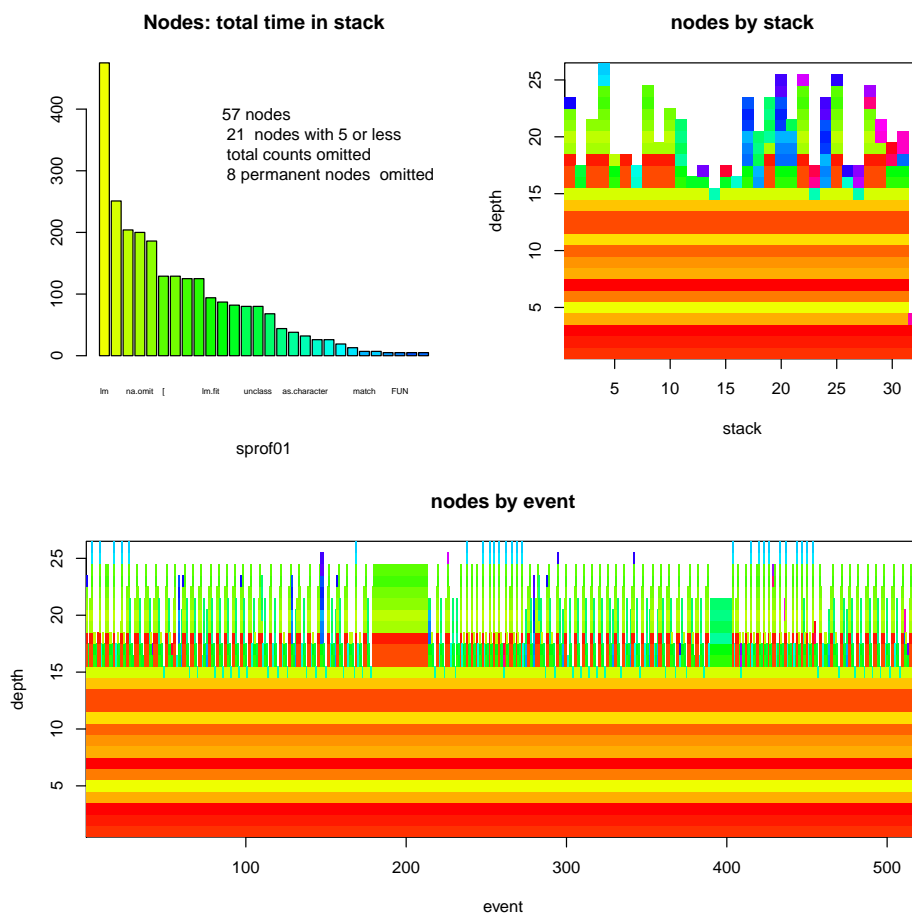 Nodes: total time in stack
57 nodes
21 nodes with 5 or less
total counts omitted
8 permanent nodes omitted
400
300
200
100
0
lm na.omit [ lm.fit unclass as.character match FUN
sprof01
nodes by stack
depth
25
20
15
10
5
5 10 15 20 25 30
stack
nodes by event
depth
25
20
15
10
5
100 200 300 400 500
event